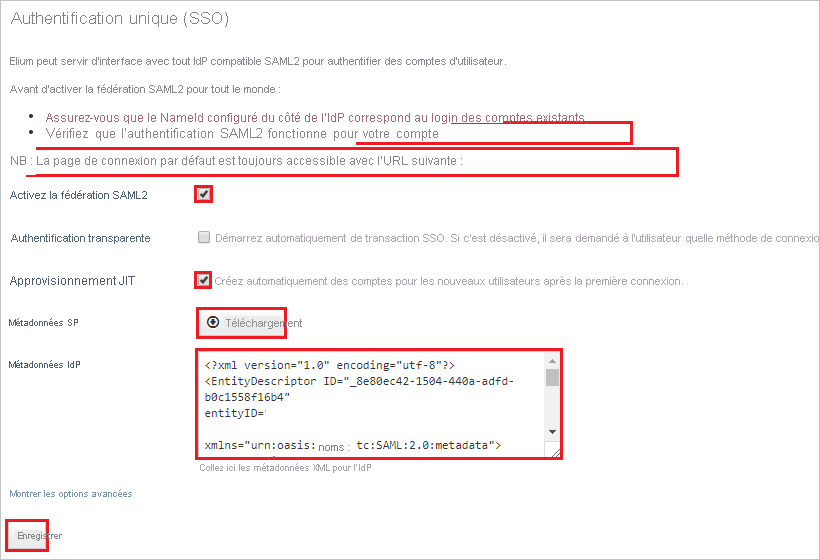 Authentification unique (SSO)
Elium peut servir d'interface avec tout IdP compatible SAML2 pour authentifier des comptes d'utilisateur.
Avant d'activer la fédération SAML2 pour tout le monde :
• Assurez-vous que le NameId configuré du côté de l'IdP correspond au login des comptes existants
• Vérifiez que l'authentification SAML2 fonctionne pour votre compte
NB : La page de connexion par défaut est toujours accessible avec l'URL suivante :
Activez la fédération SAML2
Authentification transparente Démarrez automatiquement de transaction SSO. Si c'est désactivé, il sera demandé à l'utilisateur quelle méthode de connexio
Approvisionnement JIT Créez automatiquement des comptes pour les nouveaux utilisateurs après la première connexion.
Métadonnées SP Téléchargement
Métadonnées IdP
<?xml version="1.0" encoding="utf-8"?>
<EntityDescriptor ID="_8e80ec42-1504-440a-adfd-
b0c1558f16b4"
entityID='
xmlns="urn:oasis: noms : tc:SAML:2.0:metadata">
Collez ici les métadonnées XML pour l'IdP
Montrer les options avancées
Enregistrer